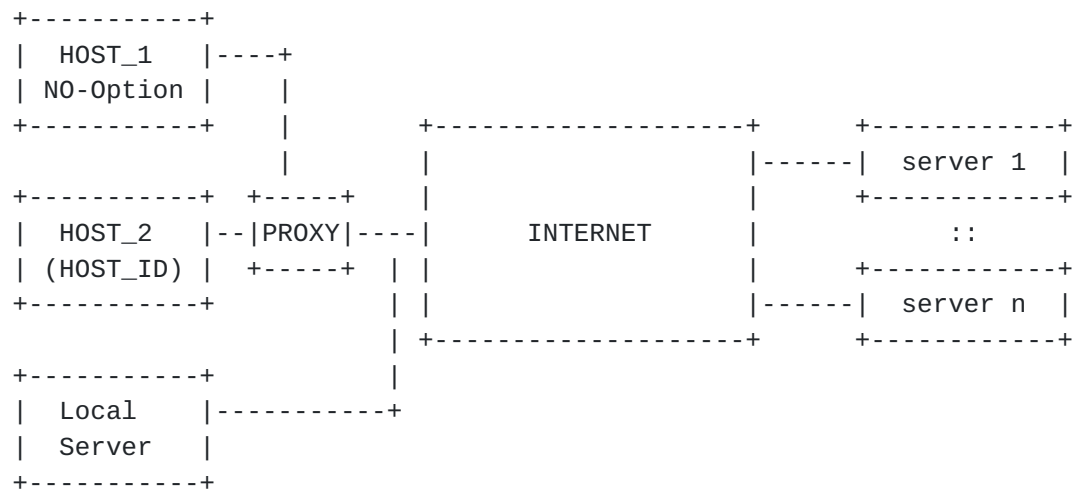 HOST_1
NO-Option
server 1
HOST_2 PROXY INTERNET ::
(HOST_ID)
server n
Local
Server